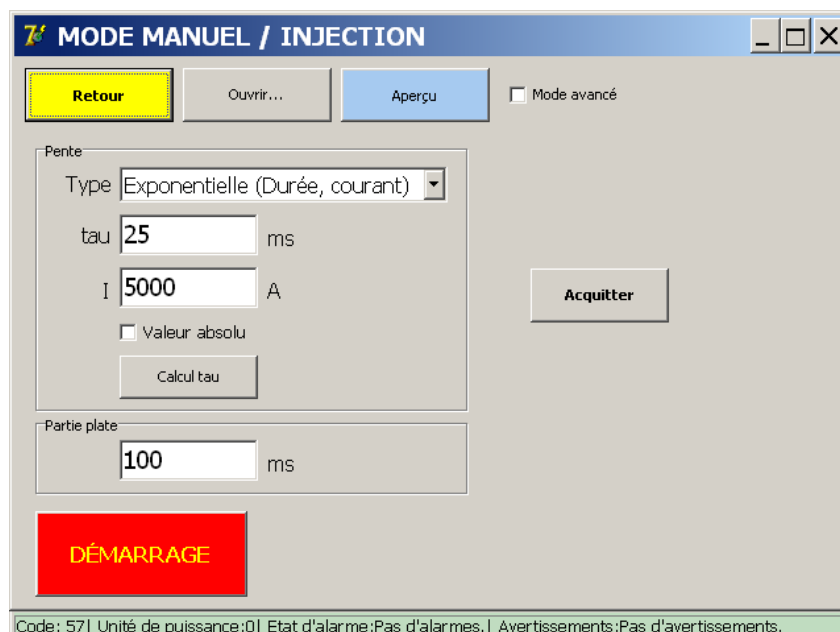 MODE MANUEL / INJECTION
Retour
Ouvrir...
Aperçu
Mode avancé
Pente
Type Exponentielle (Durée, courant)
tau 25 ms
I 5000 A
Valeur absolu
Calcul tau
Acquitter
Partie plate
100 ms
DÉMARRAGE
Code: 57| Unité de puissance:0| Etat d'alarme:Pas d'alarmes.| Avertissements:Pas d'avertissements.